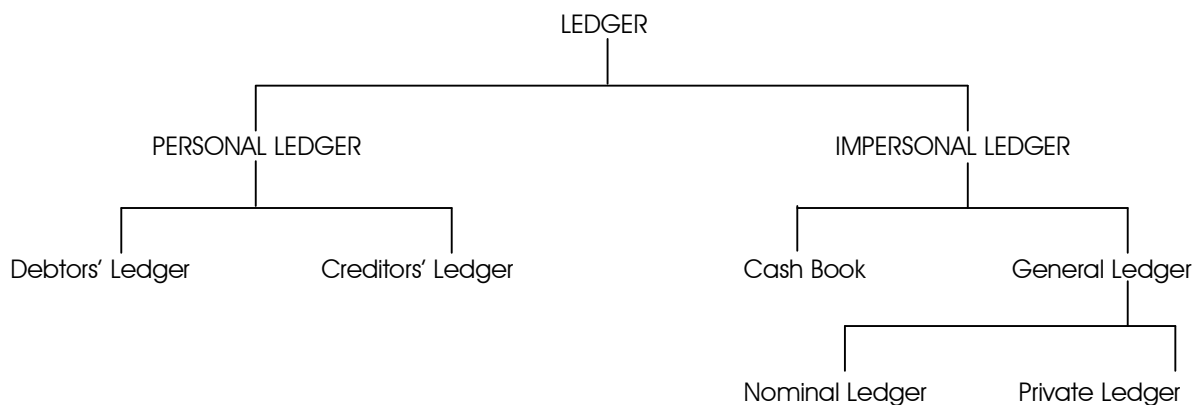 LEDGER
PERSONAL LEDGER
IMPERSONAL LEDGER
Debtors’ Ledger
Creditors’ Ledger
Cash Book
General Ledger
Nominal Ledger
Private Ledger